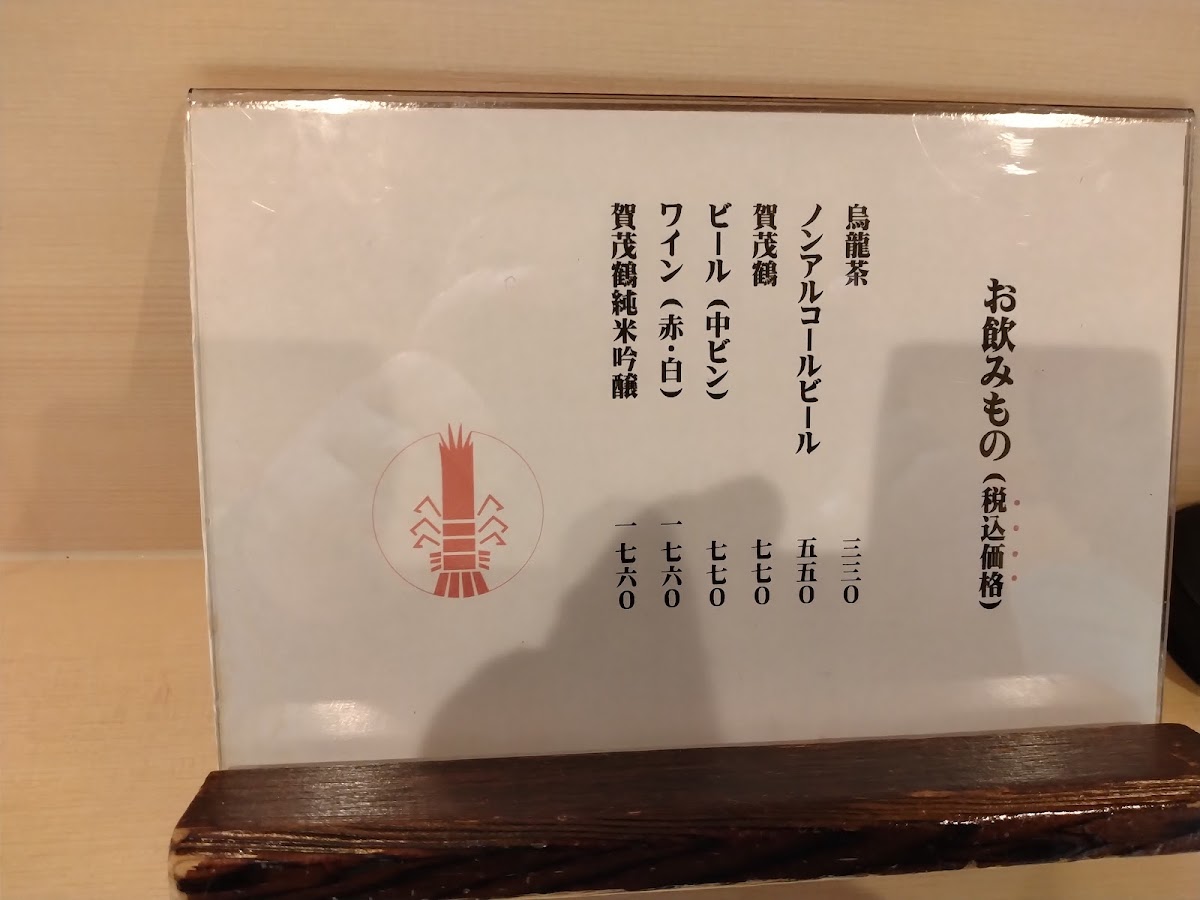 お飲みもの(税込価格)
烏龍茶 三三〇
ノンアルコールビール 五五〇
賀茂鶴 七七〇
ビール(中ビン) 七七〇
ワイン(赤・白) 一七六〇
賀茂鶴純米吟醸 一七六〇